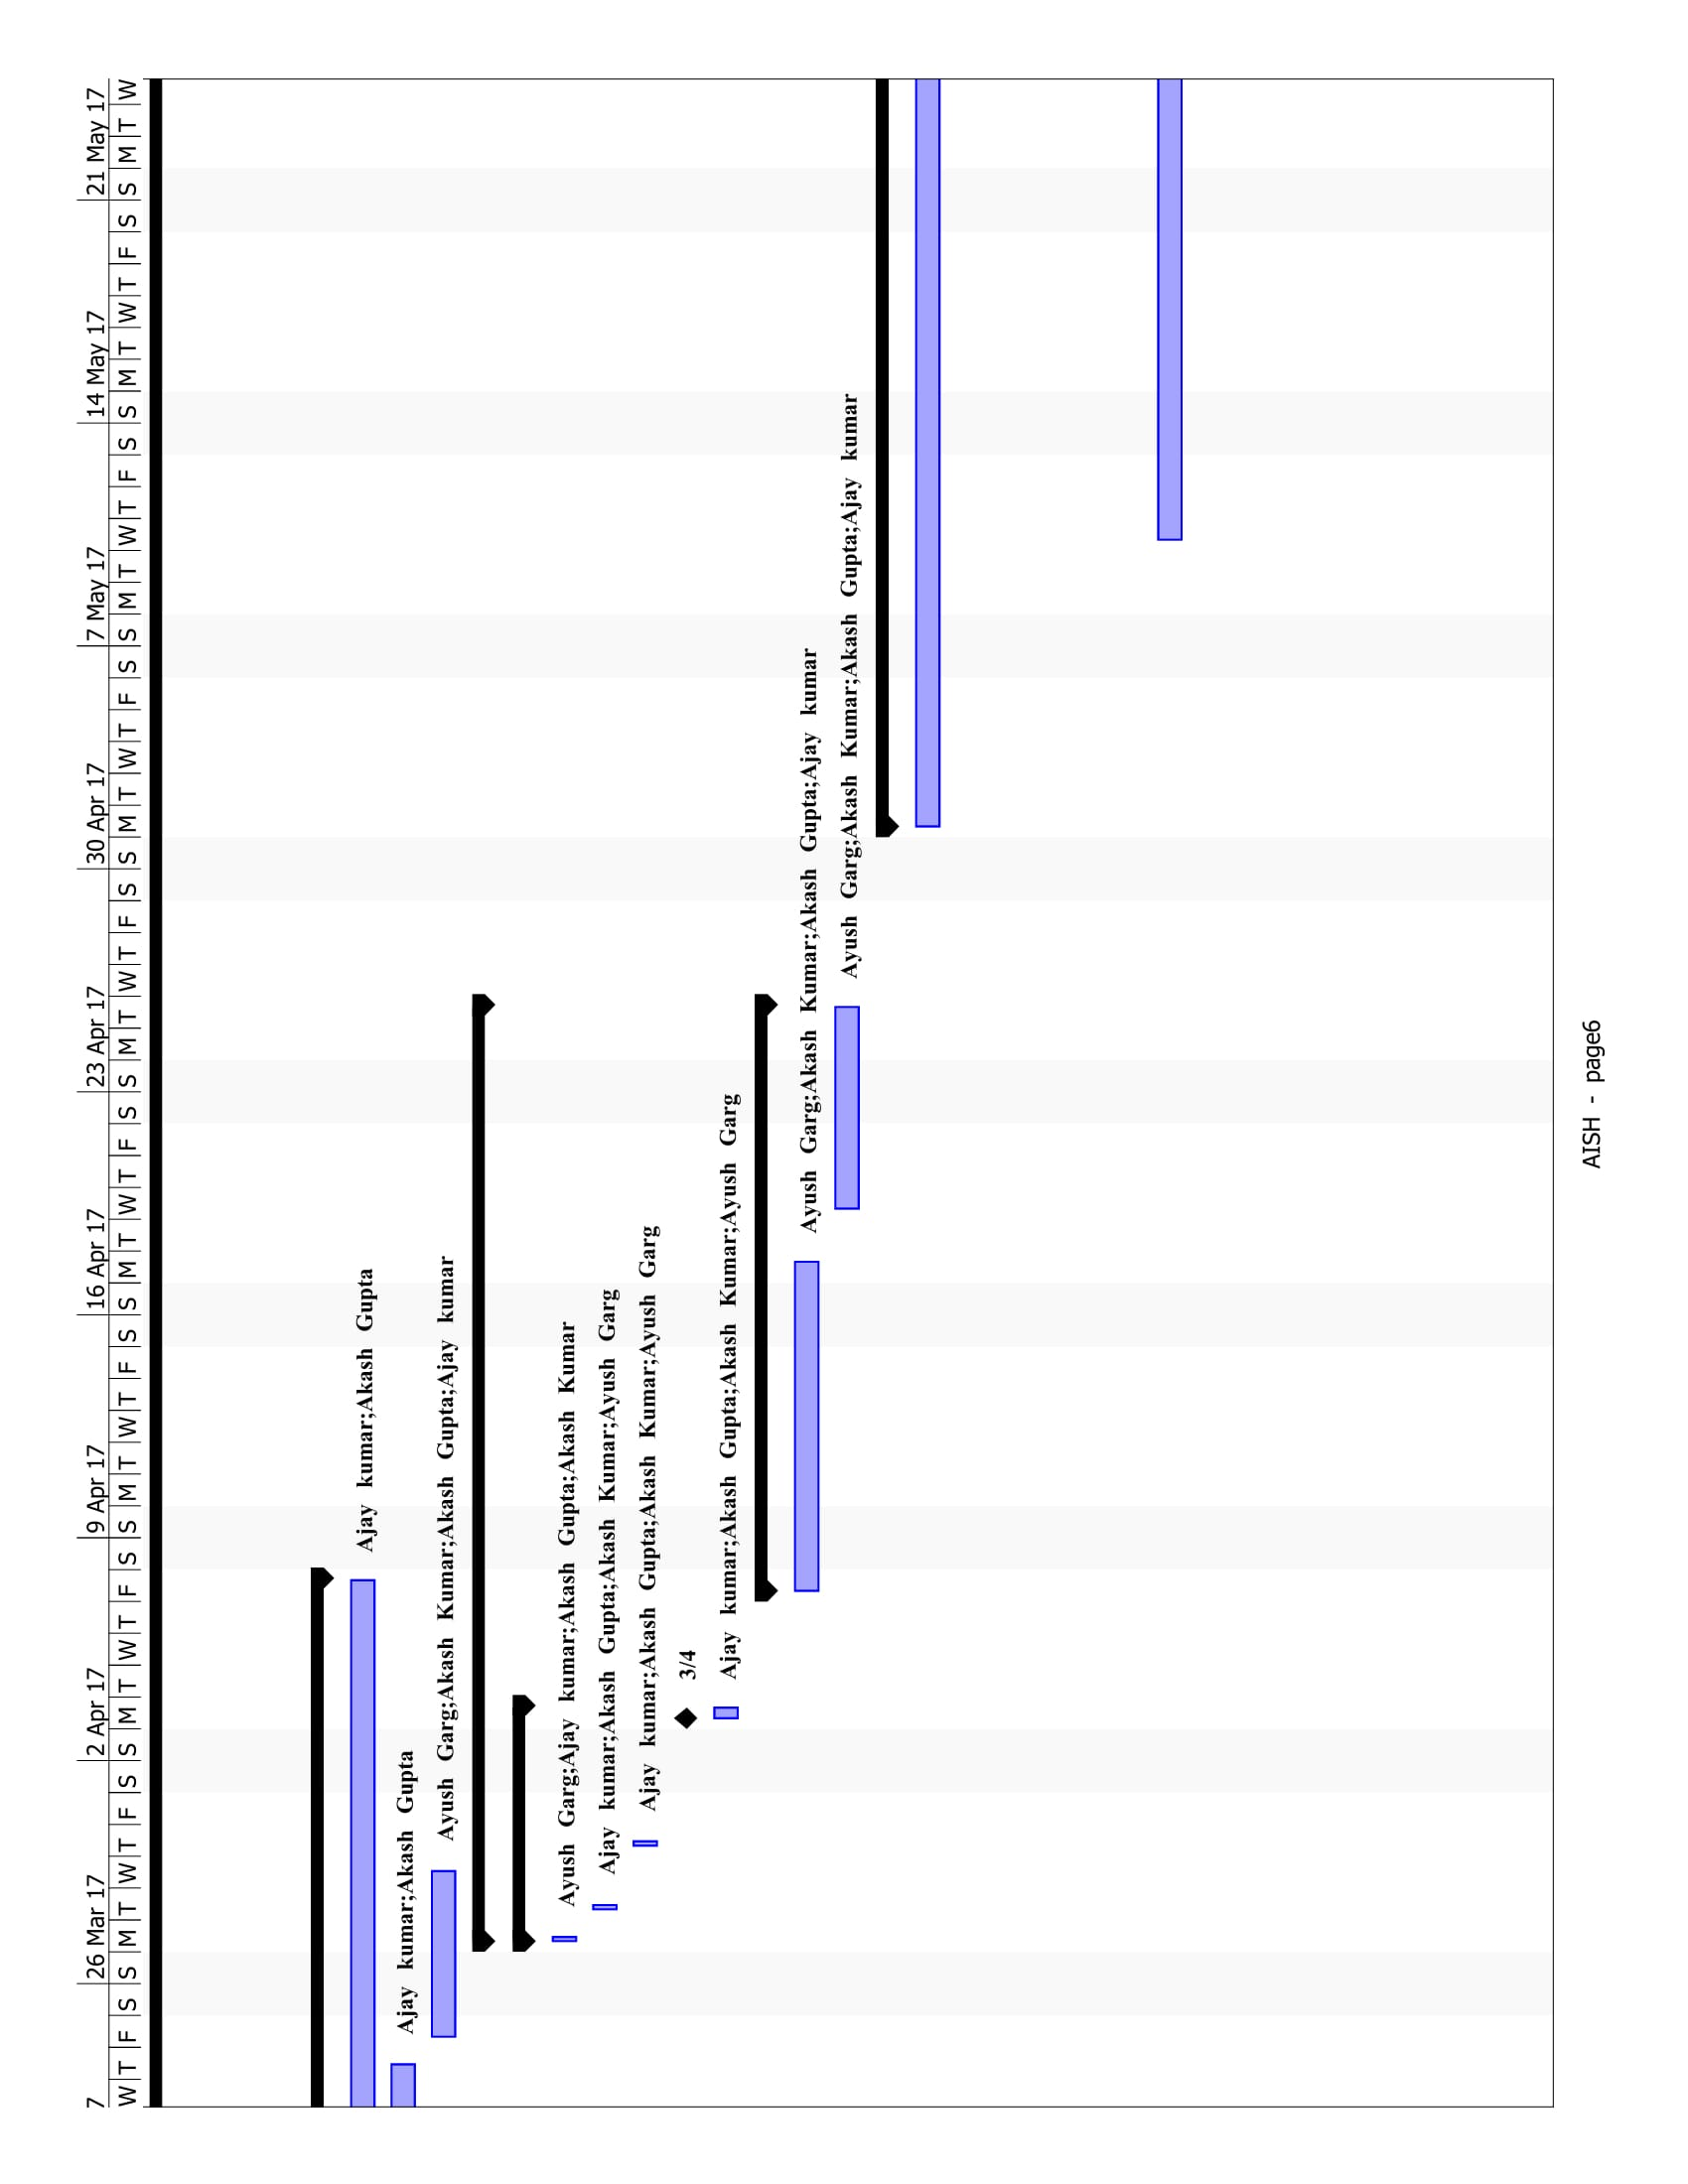 7 26 Mar 17 2 Apr 17 9 Apr 17 16 Apr 17 23 Apr 17 30 Apr 17 7 May 17 14 May 17 21 May 17
W T F S S M T W T F S S M T W T F S S M T W T F S S M T W T F S S M T W T F S S M T W T F S S M T W T F S S M T W T F S S M T W
Ajay kumar;Akash Gupta
Ajay kumar;Akash Gupta
Ayush Garg;Akash Kumar;Akash Gupta;Ajay kumar
Ayush Garg;Ajay kumar;Akash Gupta;Akash Kumar
Ajay kumar;Akash Gupta;Akash Kumar;Ayush Garg
Ajay kumar;Akash Gupta;Akash Kumar;Ayush Garg
3/4
Ajay kumar;Akash Gupta;Akash Kumar;Ayush Garg
Ayush Garg;Akash Kumar;Akash Gupta;Ajay kumar
Ayush Garg;Akash Kumar;Akash Gupta;Ajay kumar
AISH - page6